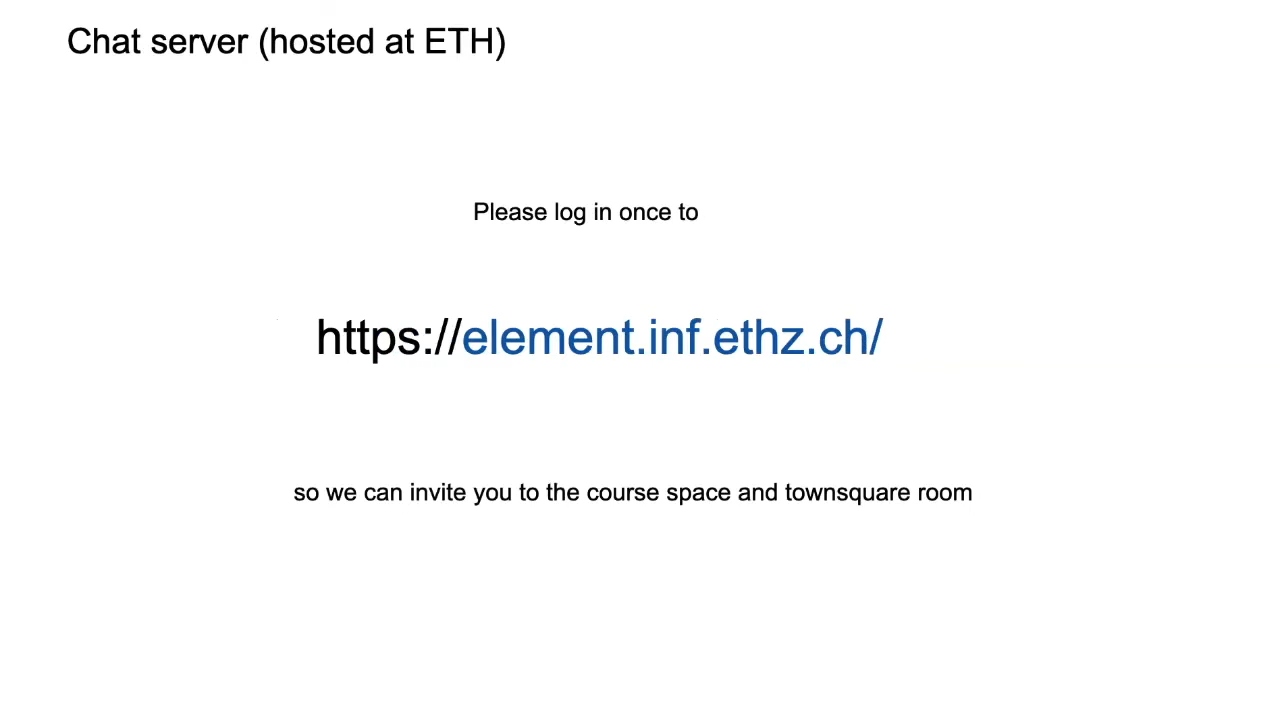 Chat server (hosted at ETH)
Please log in once to
https://element.inf.ethz.ch/
so we can invite you to the course space and townsquare room